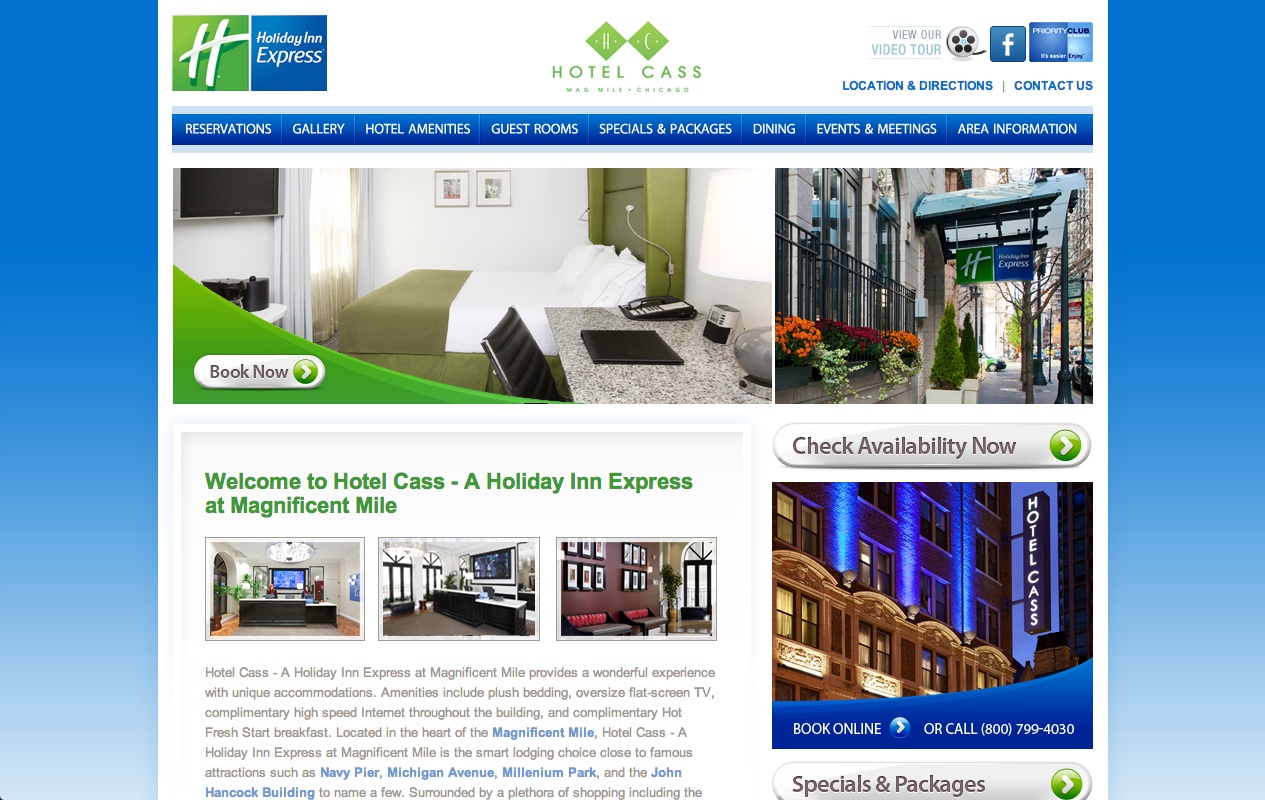 Holiday Inn
Express
H C
HOTEL CASS
MAG MILE • CHICAGO
VIEW OUR
VIDEO TOUR
f
PRIORITYCLUB
It's easier. Enjoy.
LOCATION & DIRECTIONS | CONTACT US
RESERVATIONS GALLERY HOTEL AMENITIES GUEST ROOMS SPECIALS & PACKAGES DINING EVENTS & MEETINGS AREA INFORMATION
Holiday Inn
Express
Book Now
Check Availability Now
Welcome to Hotel Cass - A Holiday Inn Express
at Magnificent Mile
HOTEL CASS
Hotel Cass - A Holiday Inn Express at Magnificent Mile provides a wonderful experience
with unique accommodations. Amenities include plush bedding, oversize flat-screen TV,
complimentary high speed Internet throughout the building, and complimentary Hot
Fresh Start breakfast. Located in the heart of the Magnificent Mile, Hotel Cass - A
Holiday Inn Express at Magnificent Mile is the smart lodging choice close to famous
attractions such as Navy Pier, Michigan Avenue, Millenium Park, and the John
Hancock Building to name a few. Surrounded by a plethora of shopping including the
BOOK ONLINE OR CALL (800) 799-4030
Specials & Packages